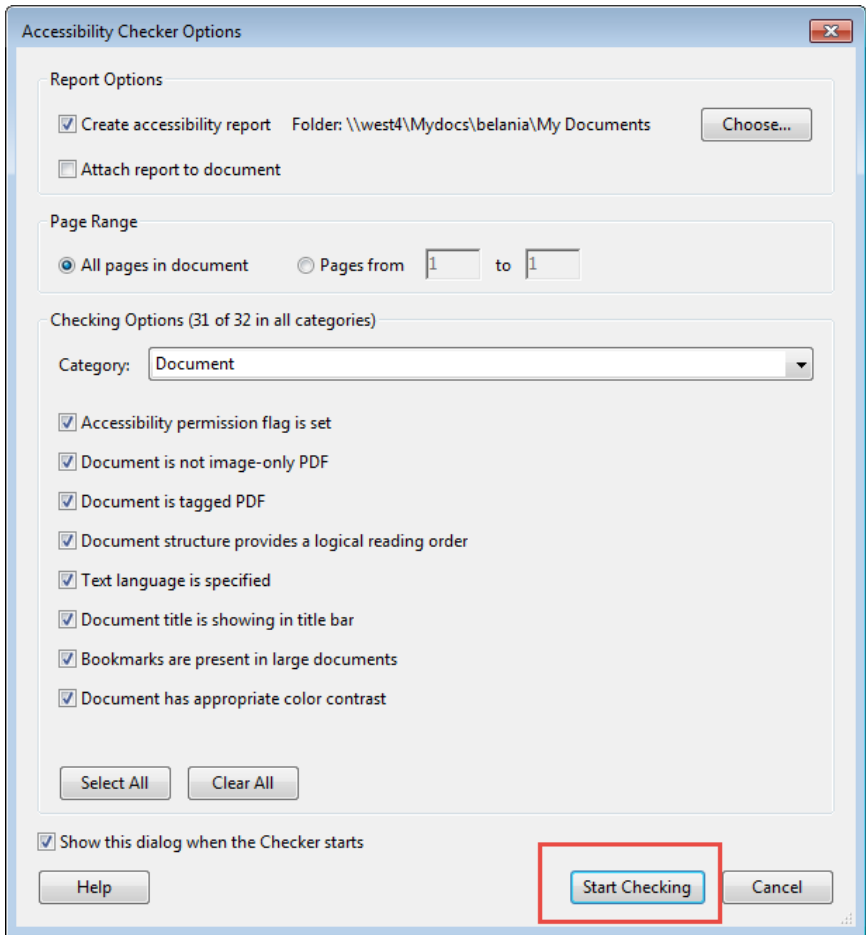 Accessibility Checker Options
Report Options
Create accessibility report Folder: \\west4\Mydocs\belania\My Documents Choose...
Attach report to document
Page Range
All pages in document Pages from 1 to 1
Checking Options (31 of 32 in all categories)
Category: Document
Accessibility permission flag is set
Document is not image-only PDF
Document is tagged PDF
Document structure provides a logical reading order
Text language is specified
Document title is showing in title bar
Bookmarks are present in large documents
Document has appropriate color contrast
Select All Clear All
Show this dialog when the Checker starts
Help Start Checking Cancel